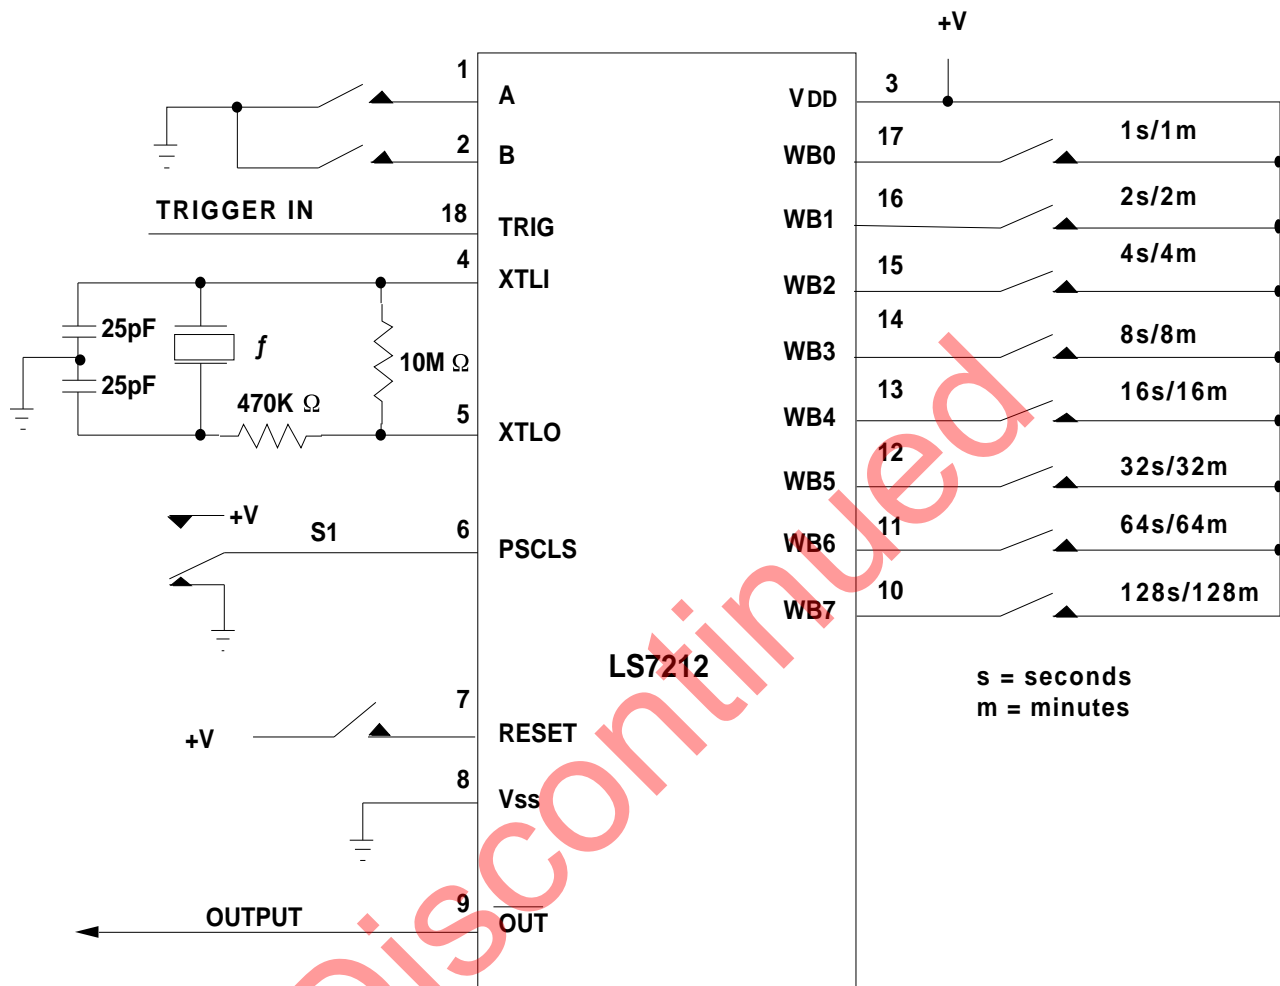 +V
1
A
VDD
3
17
WB0
1s/1m
2
B
16
WB1
2s/2m
TRIGGER IN
18
TRIG
4
XTLI
15
WB2
4s/4m
25pF
f
10M Ω
25pF
14
WB3
8s/8m
470K Ω
5
XTLO
13
WB4
16s/16m
12
WB5
32s/32m
+V
S1
6
PSCLS
11
WB6
64s/64m
10
WB7
128s/128m
LS7212
s = seconds
m = minutes
7
+V
RESET
8
Vss
OUTPUT
9
OUT
Discontinued